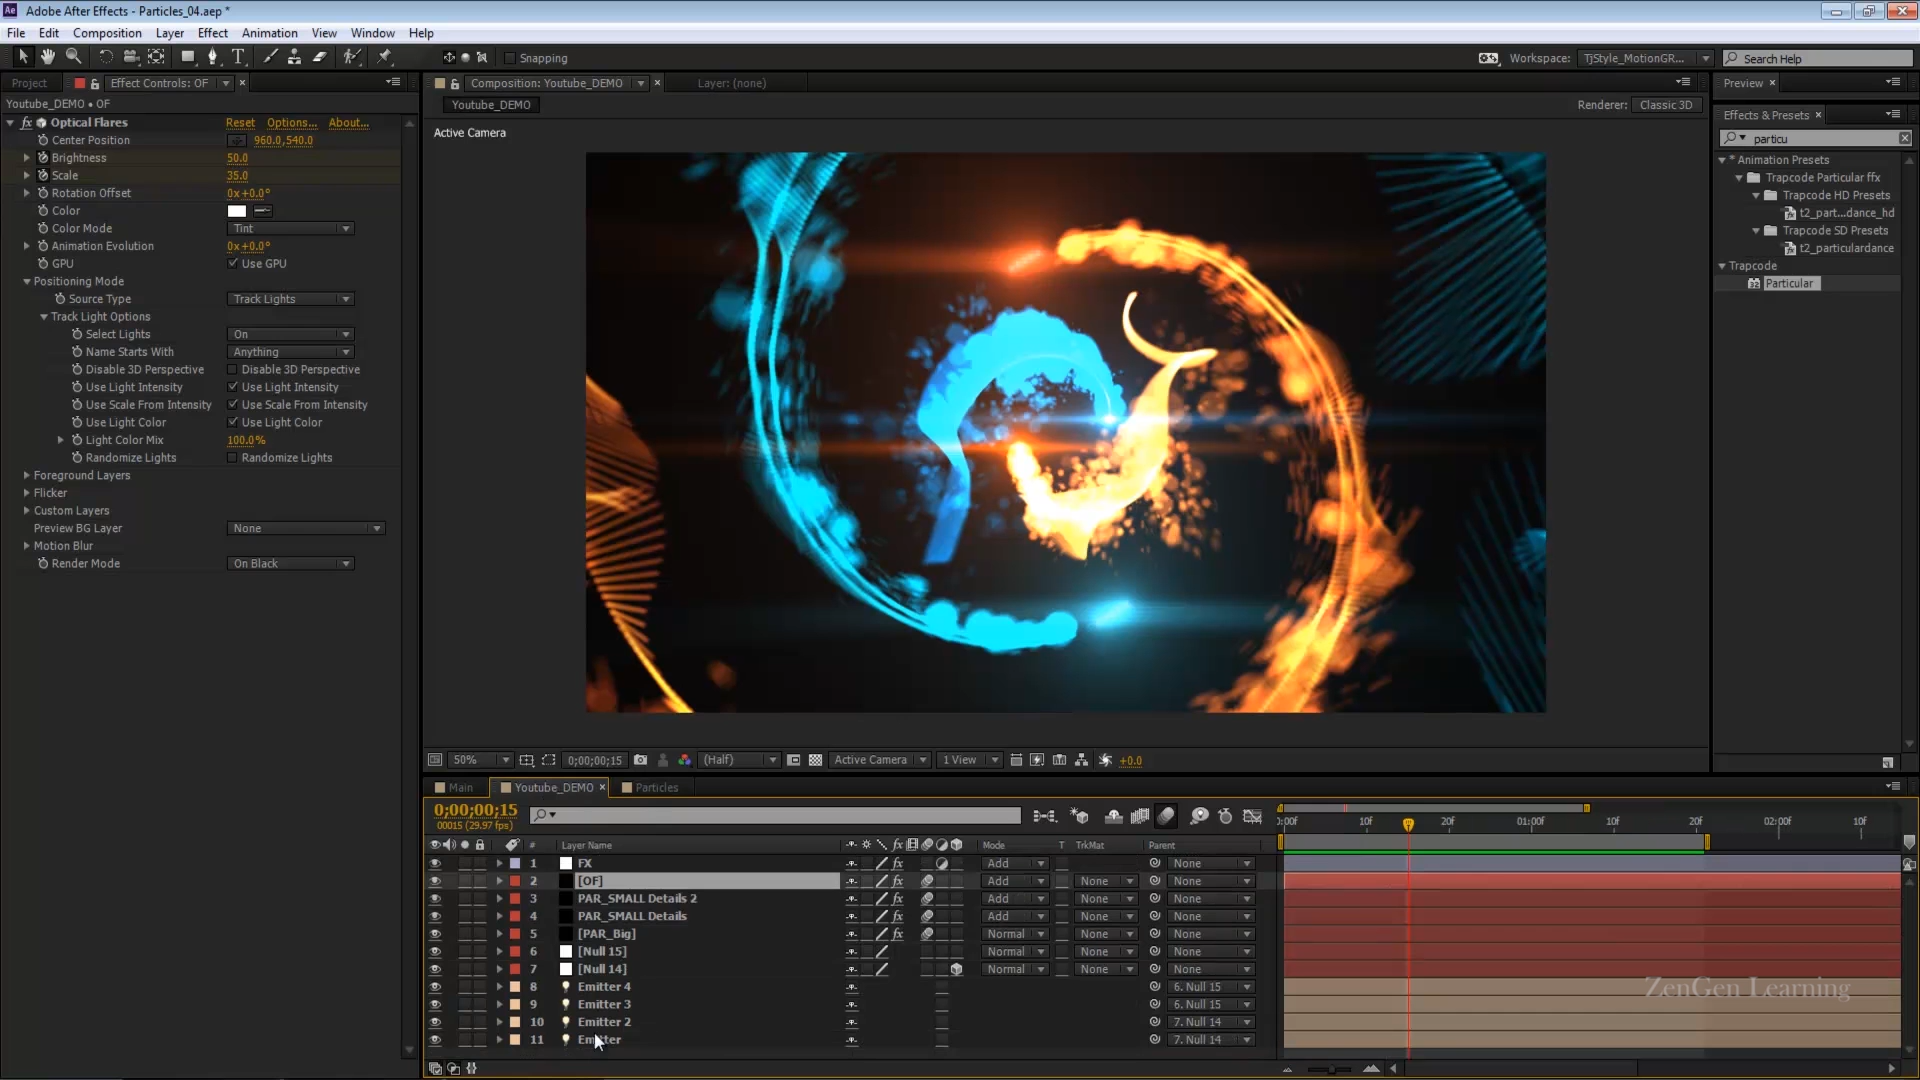 Adobe After Effects - Particles_04.aep *
File Edit Composition Layer Effect Animation View Window Help
Snapping
Workspace: TjStyle_MotionGR...
Search Help
Project
Effect Controls: OF
Composition: Youtube_DEMO
Layer: (none)
Preview
Youtube_DEMO • OF
Youtube_DEMO
Renderer: Classic 3D
Effects & Presets
Active Camera
particu
Optical Flares Reset Options... About...
Center Position 960.0,540.0
Brightness 50.0
Scale 35.0
Rotation Offset 0x+0.0°
Color
Color Mode Tint
Animation Evolution 0x+0.0°
GPU Use GPU
Positioning Mode
Source Type Track Lights
Track Light Options
Select Lights On
Name Starts With Anything
Disable 3D Perspective Disable 3D Perspective
Use Light Intensity Use Light Intensity
Use Scale From Intensity Use Scale From Intensity
Use Light Color Use Light Color
Light Color Mix 100.0%
Randomize Lights Randomize Lights
Foreground Layers
Flicker
Custom Layers
Preview BG Layer None
Motion Blur
Render Mode On Black
* Animation Presets
Trapcode Particular ffx
Trapcode HD Presets
t2_part...dance_hd
Trapcode SD Presets
t2_particulardance
Trapcode
Particular
50% 0;00;00;15 (Half) Active Camera 1 View +0.0
Main Youtube_DEMO Particles
0;00;00;15
00015 (29.97 fps)
):00f 10f 20f 01:00f 10f 20f 02:00f 10f
# Layer Name Mode T TrkMat Parent
1 FX Add None
2 [OF] Add None None
3 PAR_SMALL Details 2 Add None None
4 PAR_SMALL Details Add None None
5 [PAR_Big] Normal None None
6 [Null 15] Normal None None
7 [Null 14] Normal None None
8 Emitter 4 6. Null 15
9 Emitter 3 6. Null 15
10 Emitter 2 7. Null 14
11 Emitter 7. Null 14
ZenGen Learning